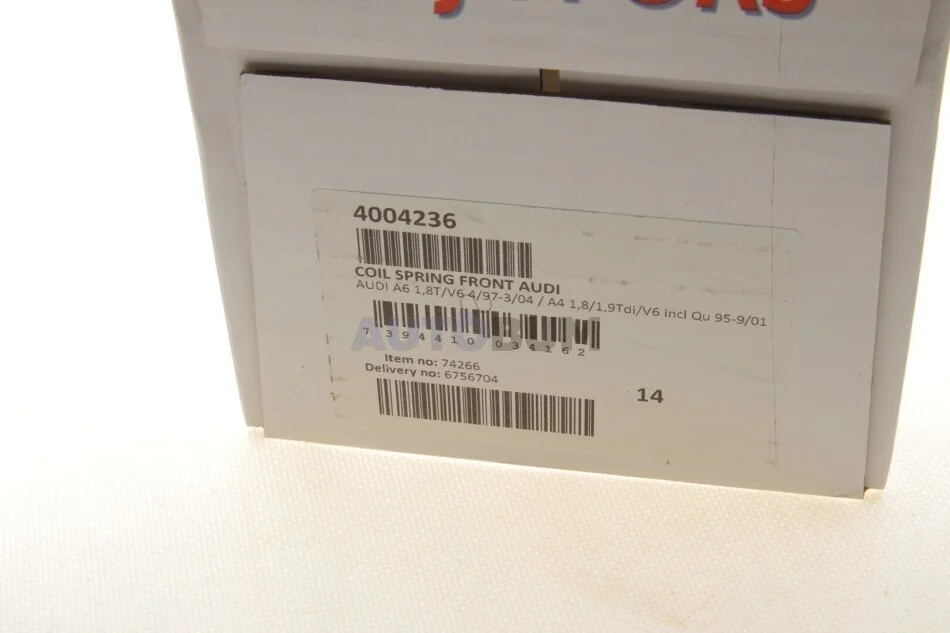 4004236
COIL SPRING FRONT AUDI
AUDI A6 1,8T/V6 4/97-3/04 / A4 1,8/1,9Tdi/V6 incl Qu 95-9/01
7 394410 034162
Item no: 74266
Delivery no: 6756704
14